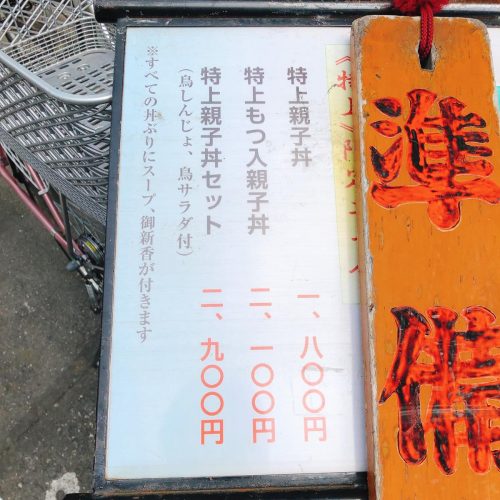 準備
特上親子丼 一、八〇〇円
特上もつ入親子丼 二、一〇〇円
特上親子丼セット 二、九〇〇円
(鳥しんじょ、鳥サラダ付)
※すべての丼ぶりにスープ、御新香が付きます